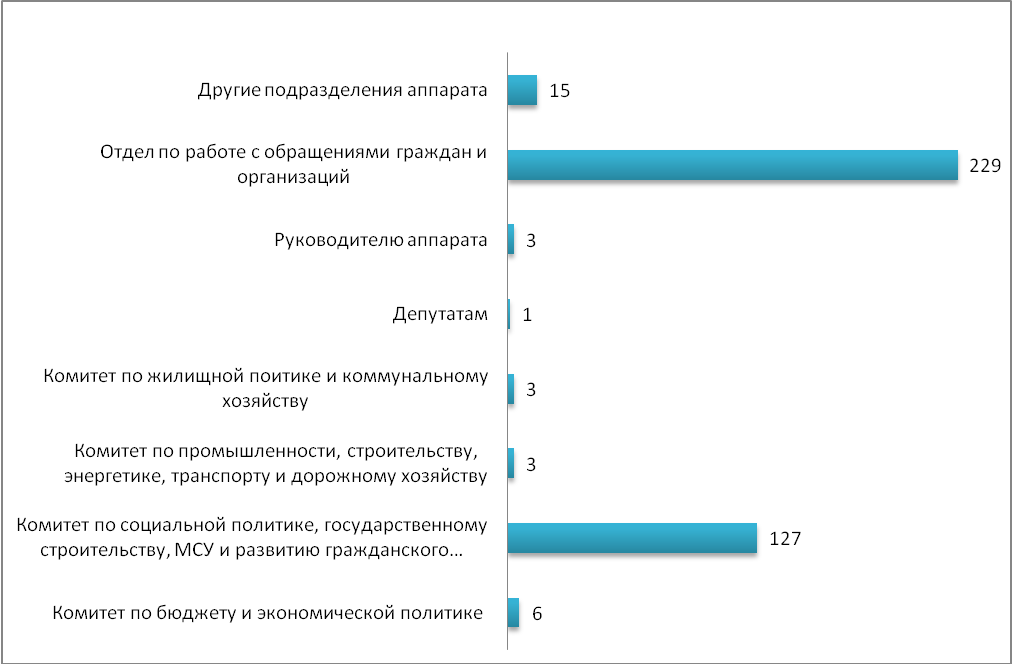 Другие подразделения аппарата
15
Отдел по работе с обращениями граждан и
организаций
229
Руководителю аппарата
3
Депутатам
1
Комитет по жилищной поитике и коммунальному
хозяйству
3
Комитет по промышленности, строительству,
энергетике, транспорту и дорожному хозяйству
3
Комитет по социальной политике, государственному
строительству, МСУ и развитию гражданского...
127
Комитет по бюджету и экономической политике
6